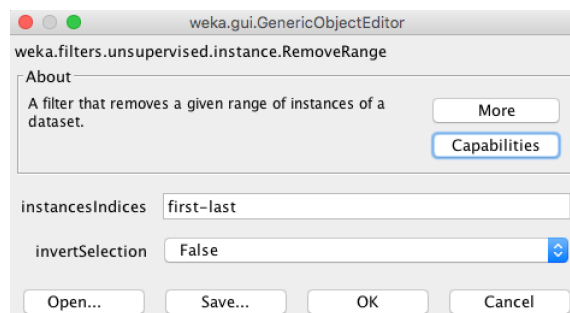 weka.gui.GenericObjectEditor
weka.filters.unsupervised.instance.RemoveRange
About
A filter that removes a given range of instances of a
dataset.
More
Capabilities
instancesIndices first-last
invertSelection False
Open... Save... OK Cancel